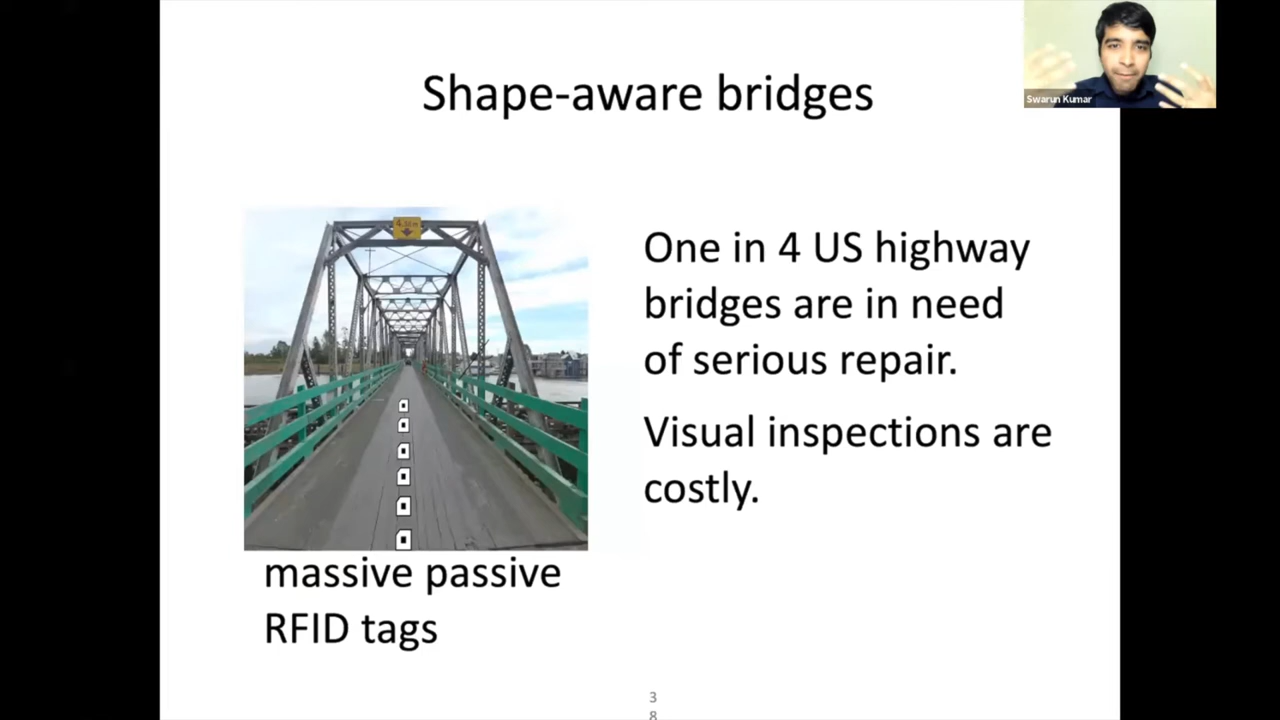 Shape-aware bridges
Swarun Kumar
One in 4 US highway
bridges are in need
of serious repair.
Visual inspections are
costly.
massive passive
RFID tags
3
8